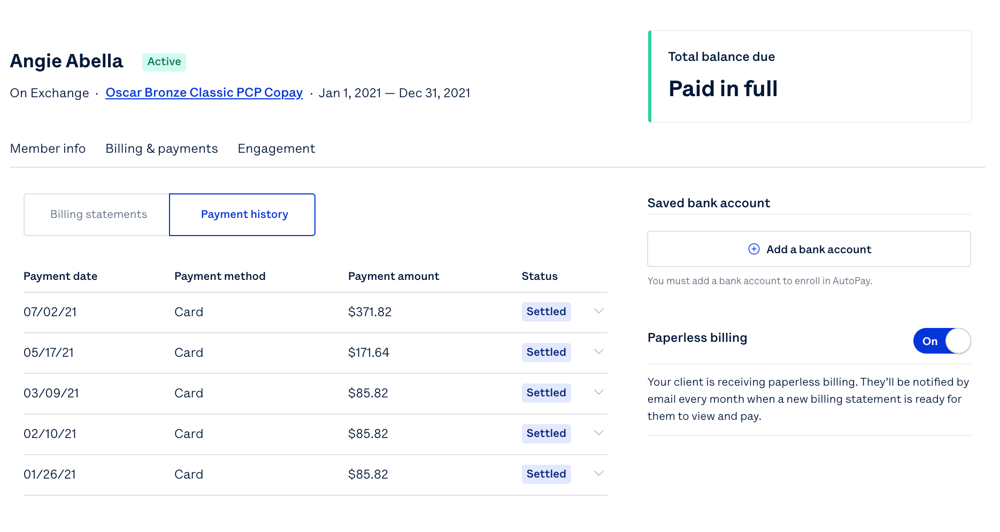 Angie Abella Active
On Exchange · Oscar Bronze Classic PCP Copay · Jan 1, 2021 — Dec 31, 2021
Total balance due
Paid in full
Member info Billing & payments Engagement
Billing statements Payment history
Payment date Payment method Payment amount Status
07/02/21 Card $371.82 Settled
05/17/21 Card $171.64 Settled
03/09/21 Card $85.82 Settled
02/10/21 Card $85.82 Settled
01/26/21 Card $85.82 Settled
Saved bank account
Add a bank account
You must add a bank account to enroll in AutoPay.
Paperless billing On
Your client is receiving paperless billing. They’ll be notified by
email every month when a new billing statement is ready for
them to view and pay.